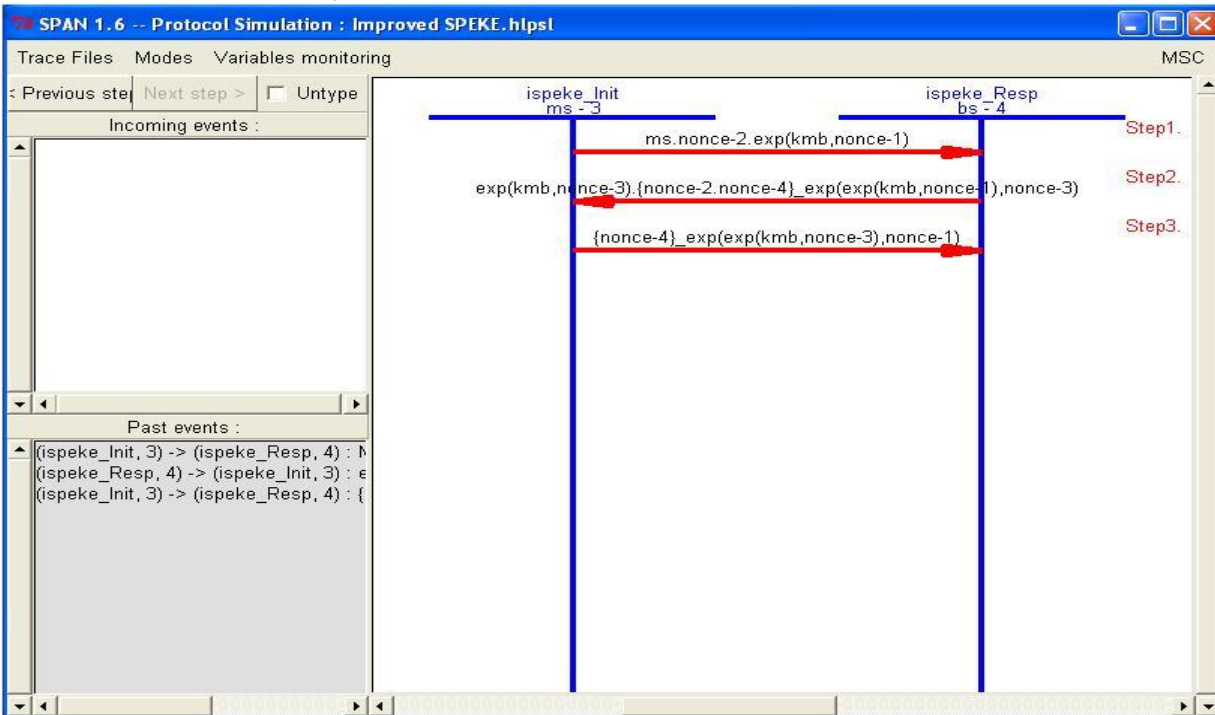 SPAN 1.6 -- Protocol Simulation : Improved SPEKE.hlpsl
Trace Files Modes Variables monitoring MSC
< Previous ste Next step > Untype
Incoming events :
Past events :
(ispeke_Init, 3) -> (ispeke_Resp, 4) : N
(ispeke_Resp, 4) -> (ispeke_Init, 3) : e
(ispeke_Init, 3) -> (ispeke_Resp, 4) : {
ispeke_Init ispeke_Resp
ms - 3 bs - 4
Step1.
ms.nonce-2.exp(kmb,nonce-1)
Step2.
exp(kmb,nonce-3).{nonce-2.nonce-4}_exp(exp(kmb,nonce-1),nonce-3)
Step3.
{nonce-4}_exp(exp(kmb,nonce-3),nonce-1)